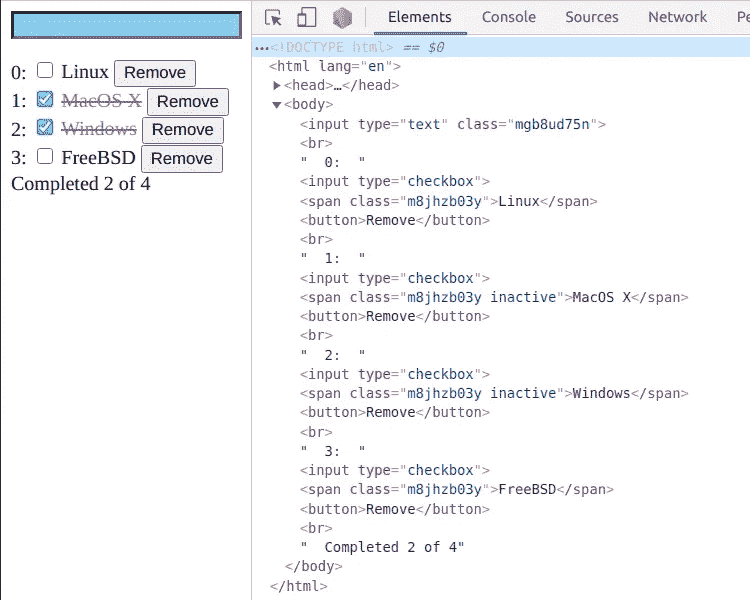 0: Linux Remove
1: MacOS X Remove
2: Windows Remove
3: FreeBSD Remove
Completed 2 of 4
Elements Console Sources Network Pe
...<!DOCTYPE html> == $0
<html lang="en">
<head>…</head>
<body>
<input type="text" class="mgb8ud75n">
<br>
" 0: "
<input type="checkbox">
<span class="m8jhzb03y">Linux</span>
<button>Remove</button>
<br>
" 1: "
<input type="checkbox">
<span class="m8jhzb03y inactive">MacOS X</span>
<button>Remove</button>
<br>
" 2: "
<input type="checkbox">
<span class="m8jhzb03y inactive">Windows</span>
<button>Remove</button>
<br>
" 3: "
<input type="checkbox">
<span class="m8jhzb03y">FreeBSD</span>
<button>Remove</button>
<br>
" Completed 2 of 4"
</body>
</html>